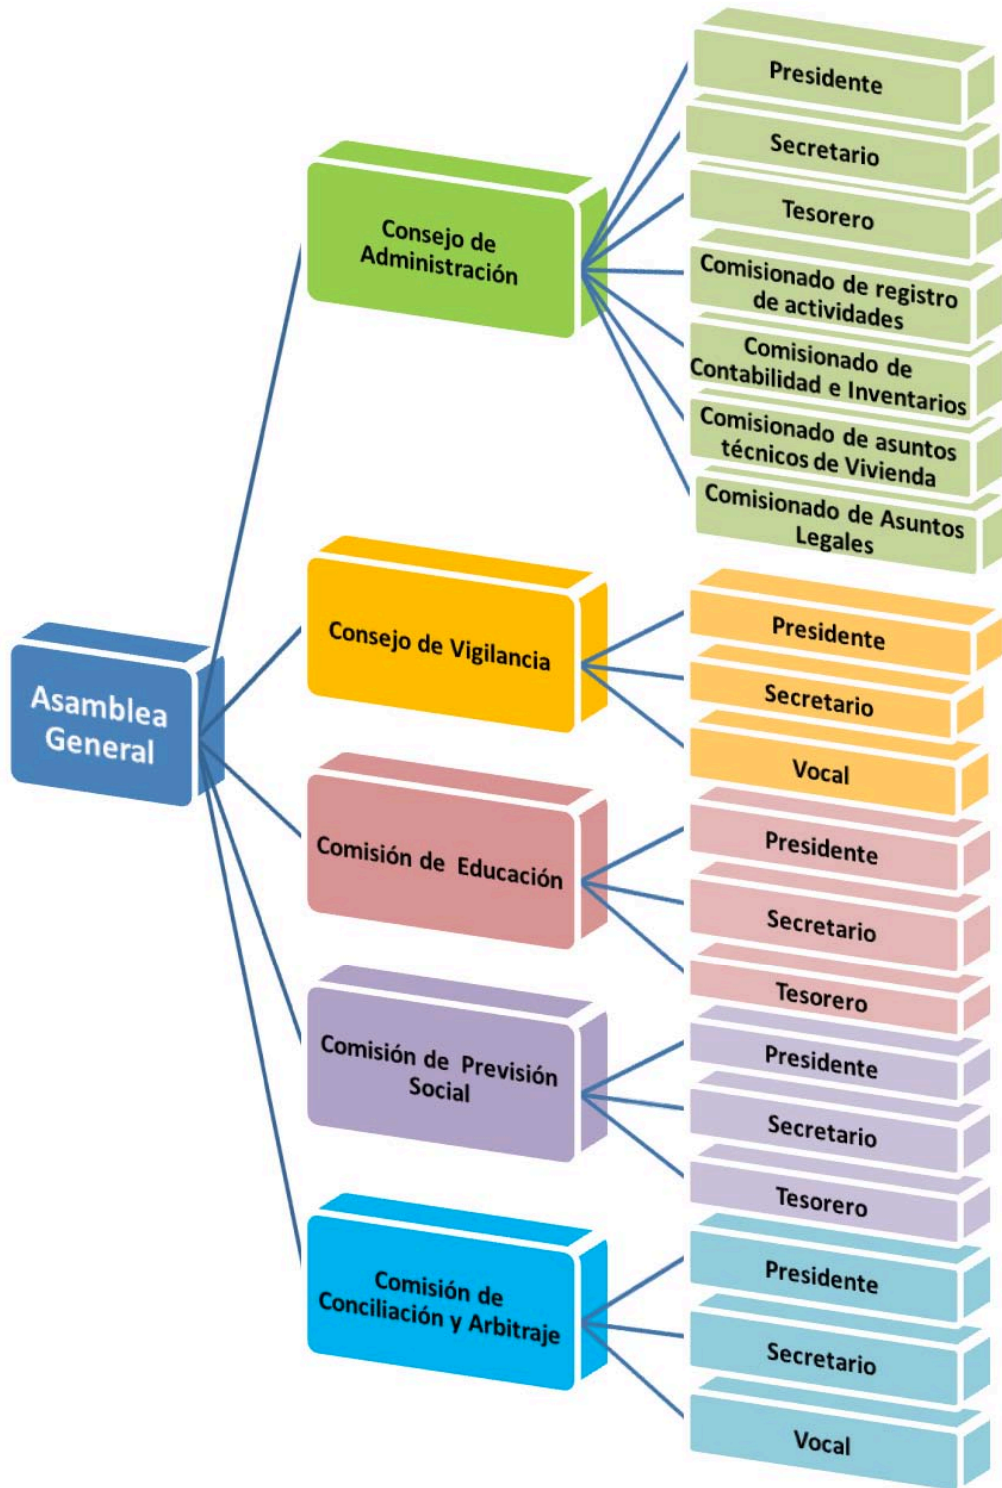 Asamblea
General
Consejo de
Administración
Presidente
Secretario
Tesorero
Comisionado de registro
de actividades
Comisionado de
Contabilidad e Inventarios
Comisionado de asuntos
técnicos de Vivienda
Comisionado de Asuntos
Legales
Consejo de Vigilancia
Presidente
Secretario
Vocal
Comisión de Educación
Presidente
Secretario
Tesorero
Comisión de Previsión
Social
Presidente
Secretario
Tesorero
Comisión de
Conciliación y Arbitraje
Presidente
Secretario
Vocal